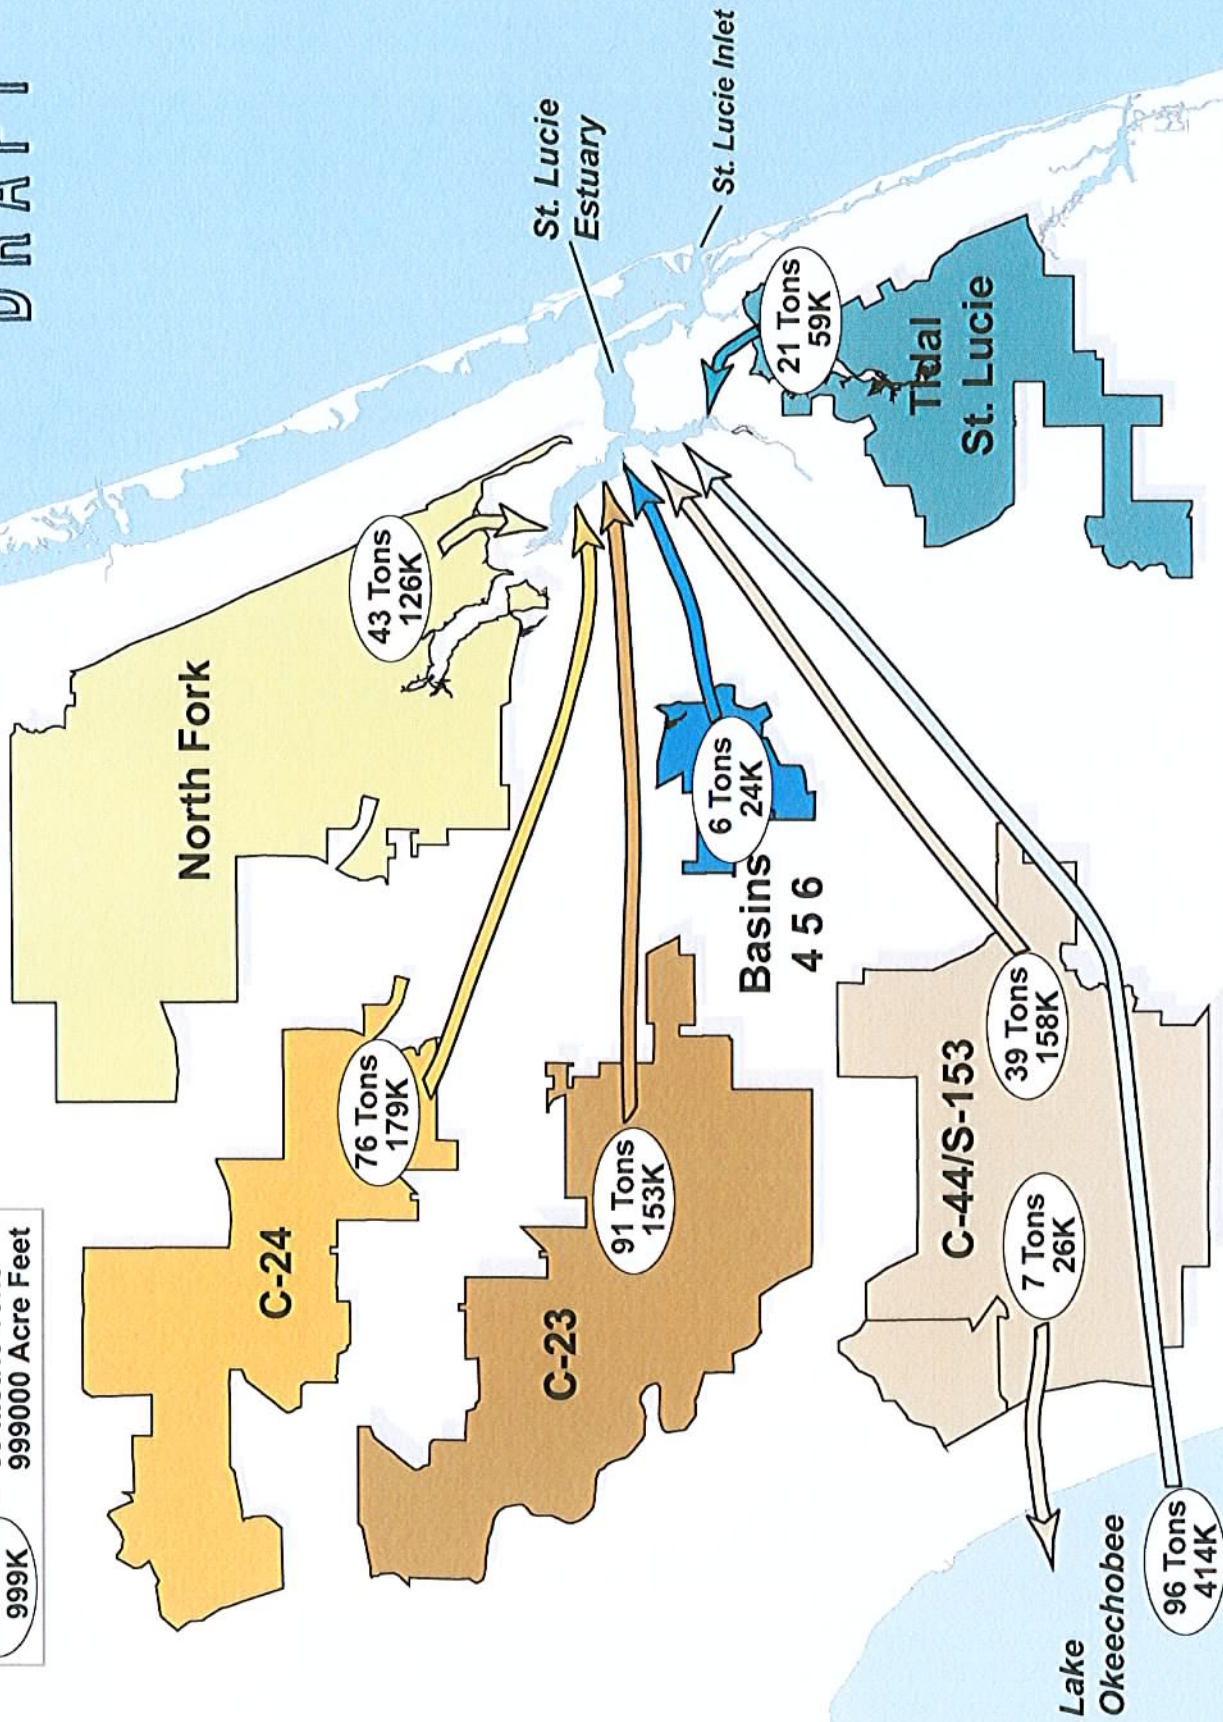 DRAFT
999K
999000 Acre Feet
St. Lucie
Estuary
St. Lucie Inlet
North Fork
43 Tons
126K
C-24
76 Tons
179K
C-23
91 Tons
153K
Basins
4 5 6
6 Tons
24K
21 Tons
59K
Tidal
St. Lucie
C-44/S-153
39 Tons
158K
7 Tons
26K
Lake
Okeechobee
96 Tons
414K